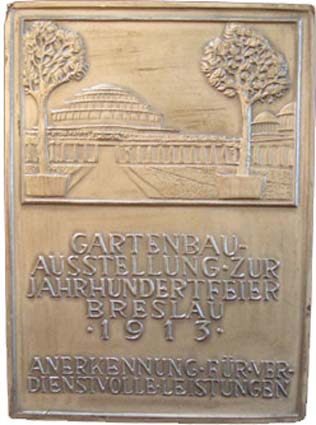 GARTENBAU-
AUSSTELLUNG·ZUR
JAHRHUNDERTFEIER
BRESLAU
·1913·
ANERKENNUNG·FÜR·VER-
DIENSTVOLLE·LEISTUNGEN